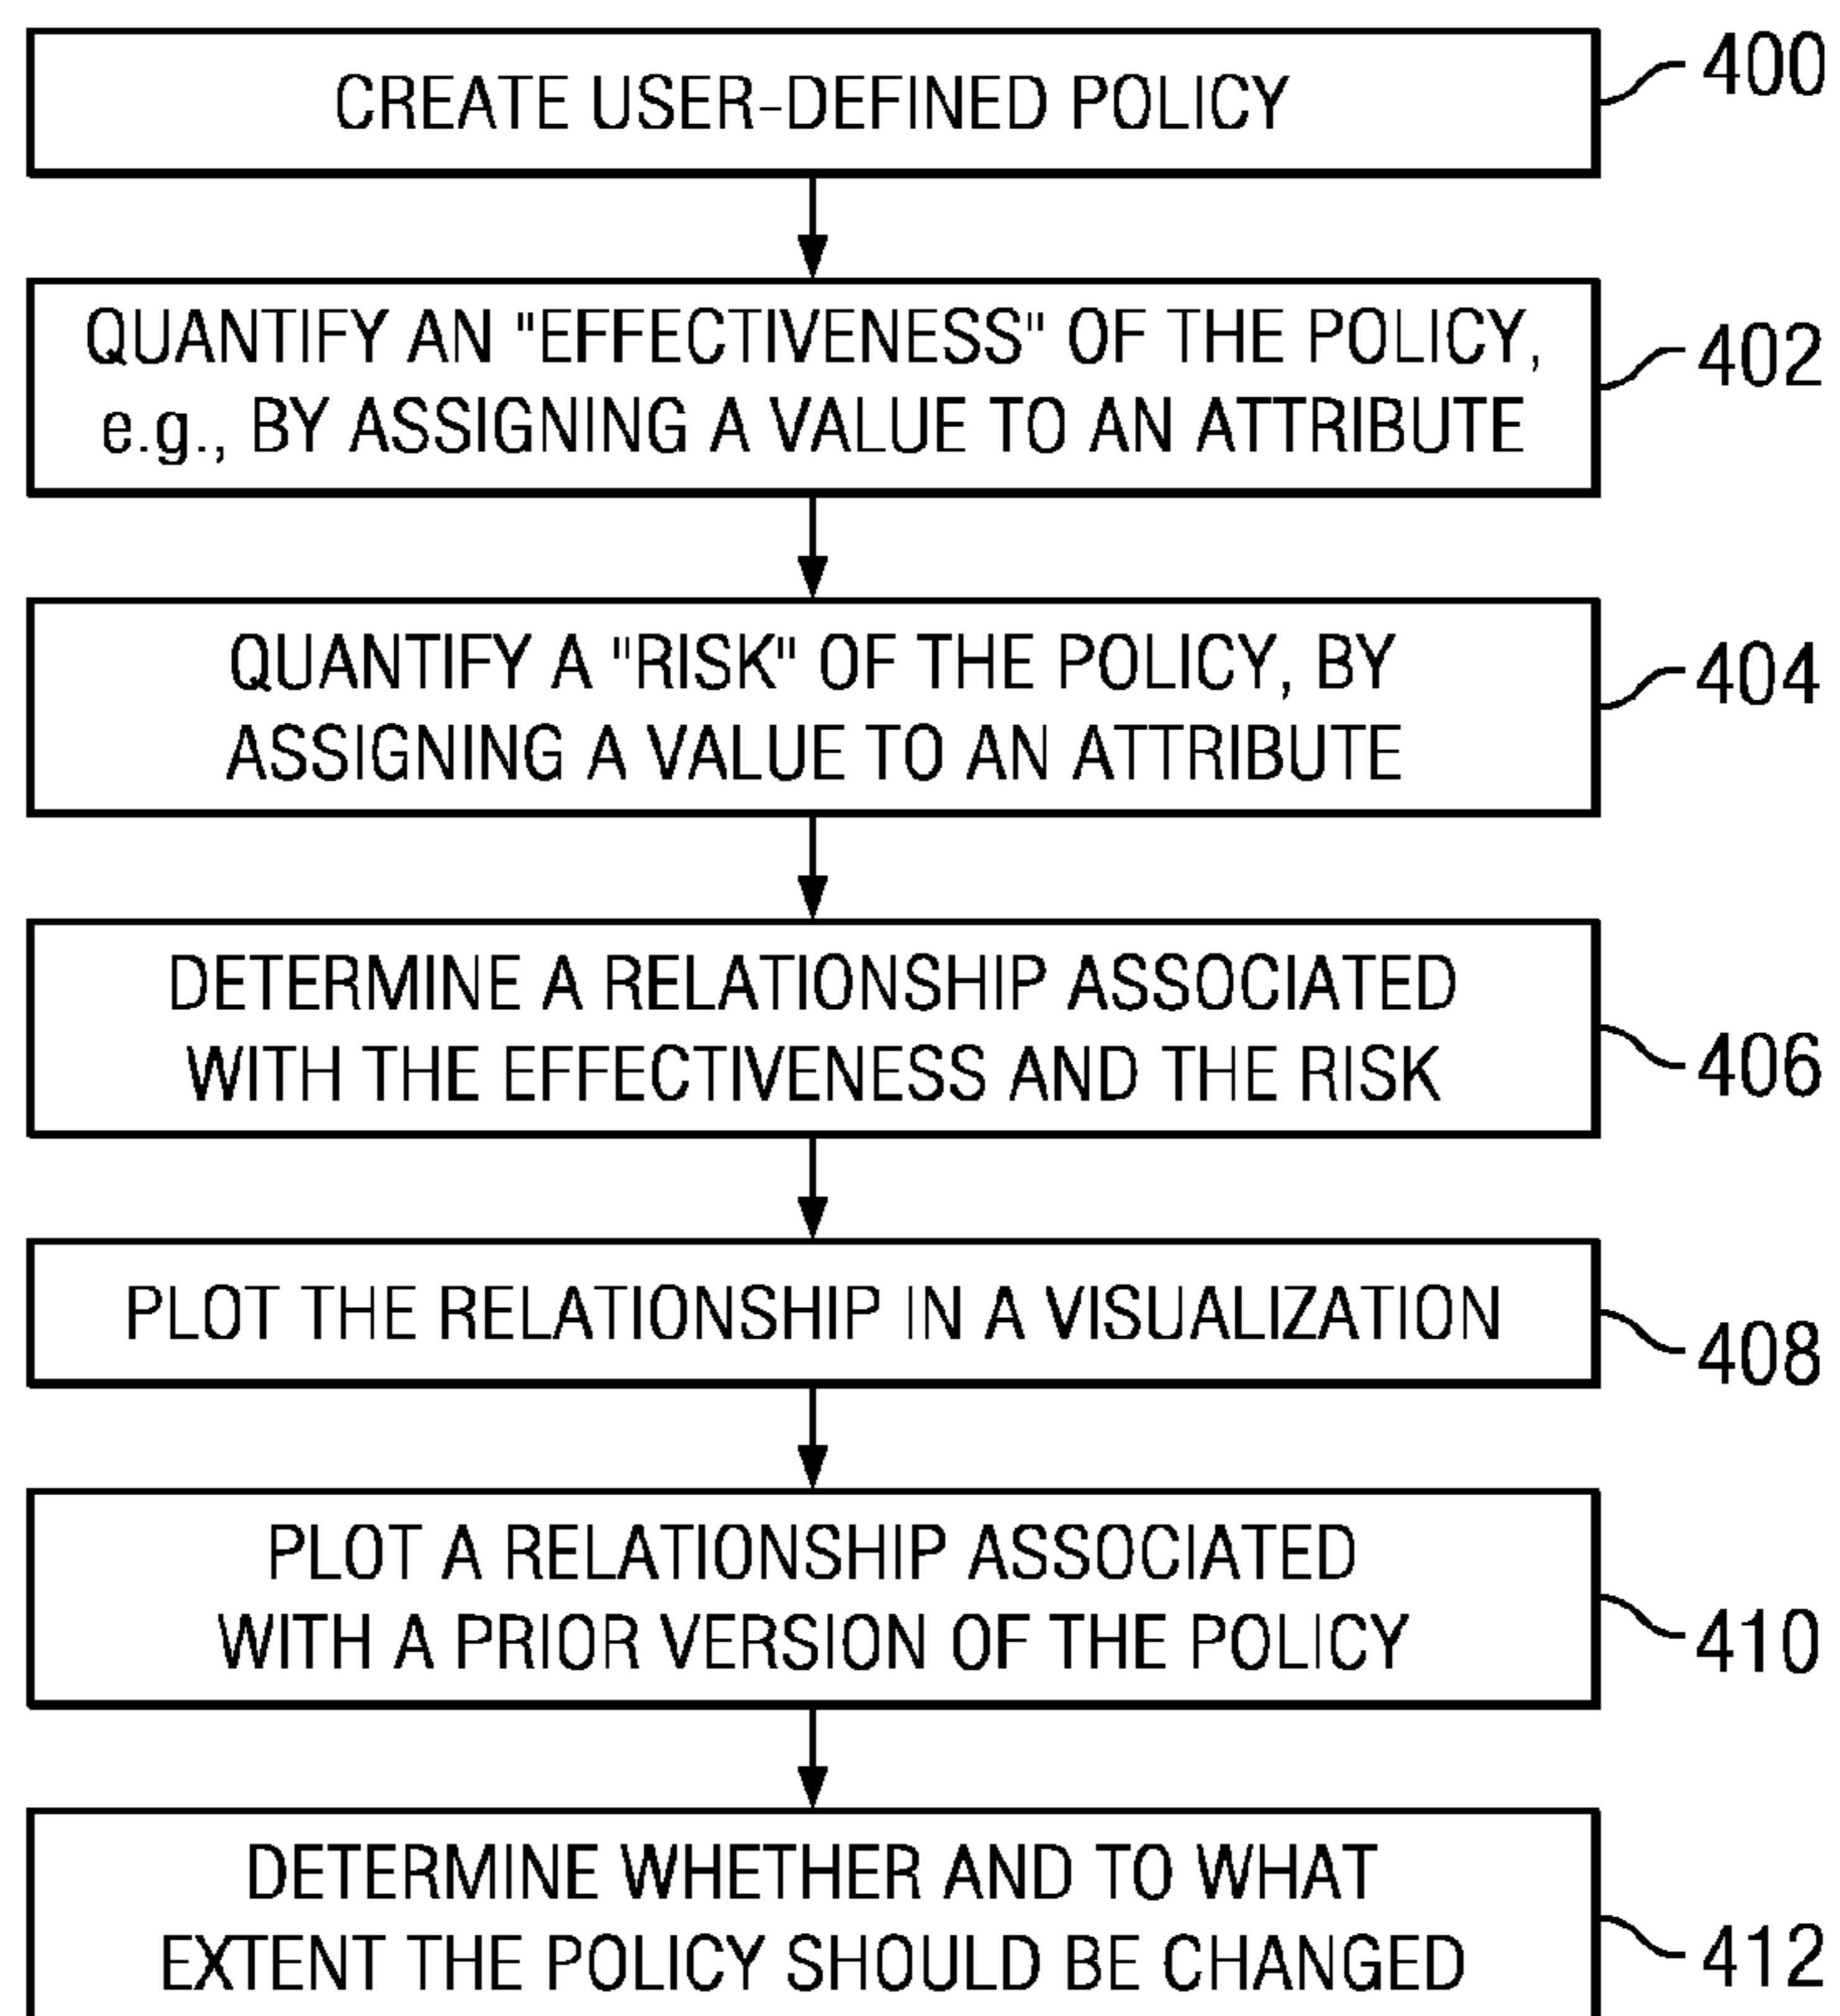 CREATE USER-DEFINED POLICY
400
QUANTIFY AN "EFFECTIVENESS" OF THE POLICY,
e.g., BY ASSIGNING A VALUE TO AN ATTRIBUTE
402
QUANTIFY A "RISK" OF THE POLICY, BY
ASSIGNING A VALUE TO AN ATTRIBUTE
404
DETERMINE A RELATIONSHIP ASSOCIATED
WITH THE EFFECTIVENESS AND THE RISK
406
PLOT THE RELATIONSHIP IN A VISUALIZATION
408
PLOT A RELATIONSHIP ASSOCIATED
WITH A PRIOR VERSION OF THE POLICY
410
DETERMINE WHETHER AND TO WHAT
EXTENT THE POLICY SHOULD BE CHANGED
412